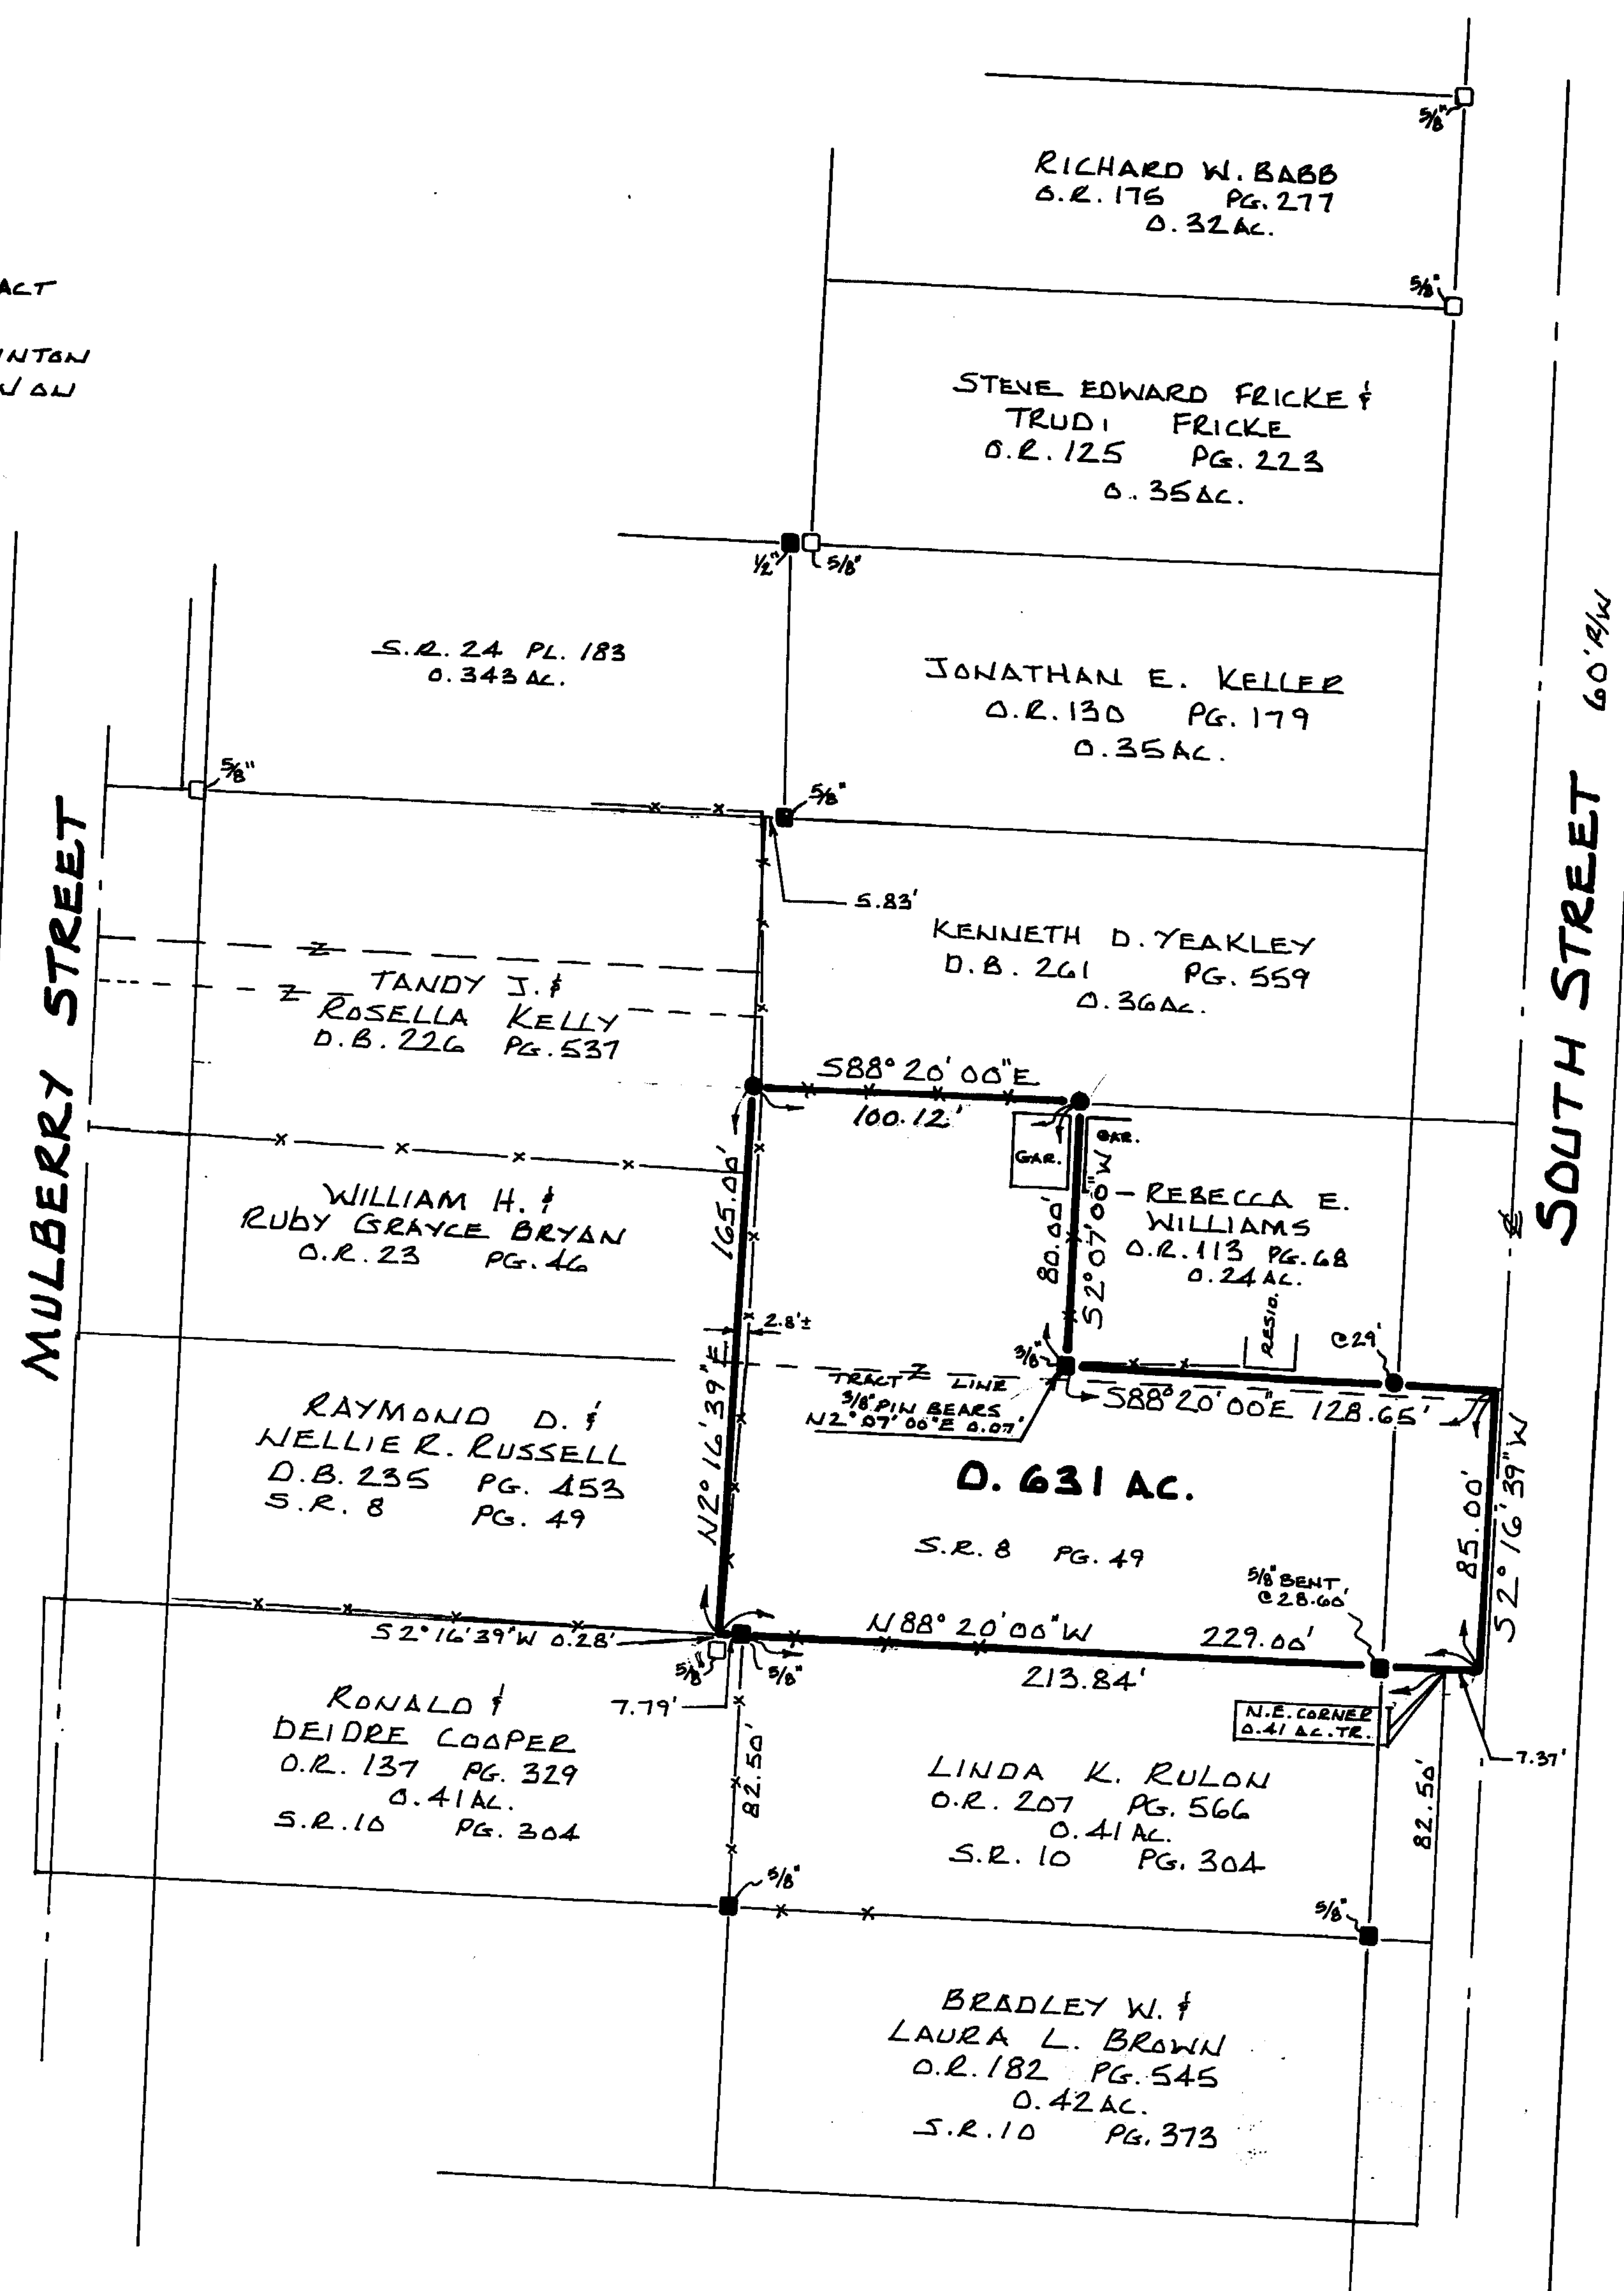 RICHARD W. BABB
O.R. 175 PG. 277
0.32 AC.
5/8"
5/8"
ACT
INTON
N ON
STEVE EDWARD FRICKE &
TRUDI FRICKE
O.R. 125 PG. 223
0.35 AC.
1/2"
5/8"
S.R. 24 PL. 183
0.343 AC.
JONATHAN E. KELLER
O.R. 130 PG. 179
0.35 AC.
60' R/W
SOUTH STREET
MULBERRY STREET
5/8"
5/8"
5.83'
KENNETH D. YEAKLEY
D.B. 261 PG. 559
0.36 AC.
TANDY J. &
ROSELLA KELLY
D.B. 226 PG. 537
S88° 20' 00"E
100.12'
GAR.
GAR.
WILLIAM H. &
RUBY GRAYCE BRYAN
O.R. 23 PG. 46
REBECCA E.
WILLIAMS
O.R. 113 PG. 68
0.24 AC.
RESID.
165.00'
N2° 16' 39"E
80.00'
S2° 07' 00"W
2.8'±
@ 29'
3/8"
TRACT LINE
3/8" PIN BEARS
N2° 07' 00"E 0.07'
S88° 20' 00"E 128.65'
RAYMOND D. &
NELLIE R. RUSSELL
D.B. 235 PG. 453
S.R. 8 PG. 49
0.631 AC.
S.R. 8 PG. 49
85.00'
S2° 16' 39"W
5/8" BENT
@ 28.60'
S2° 16' 39"W 0.28'
N88° 20' 00"W 229.00'
213.84'
5/8"
5/8"
7.79'
N.E. CORNER
0.41 AC. TR.
7.37'
RONALD &
DEIDRE COOPER
O.R. 137 PG. 329
0.41 AC.
S.R. 10 PG. 304
82.50'
LINDA K. RULON
O.R. 207 PG. 566
0.41 AC.
S.R. 10 PG. 304
82.50'
5/8"
5/8"
BRADLEY W. &
LAURA L. BROWN
O.R. 182 PG. 545
0.42 AC.
S.R. 10 PG. 373